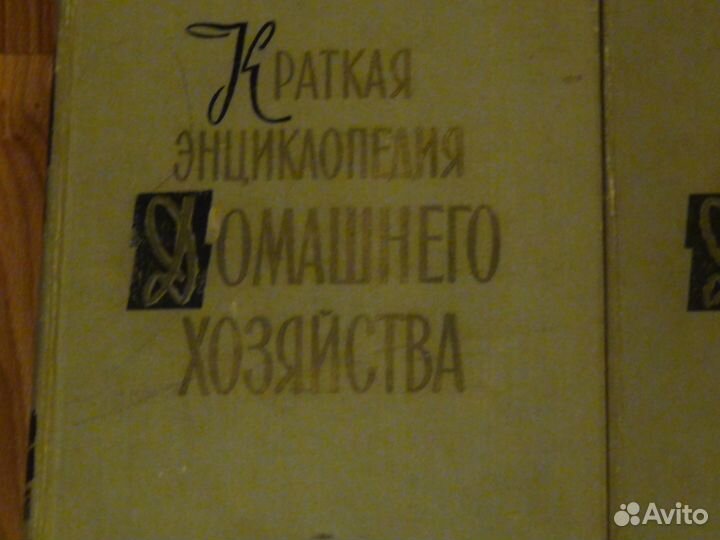 Краткая
энциклопедия
Домашнего
хозяйства
Avito